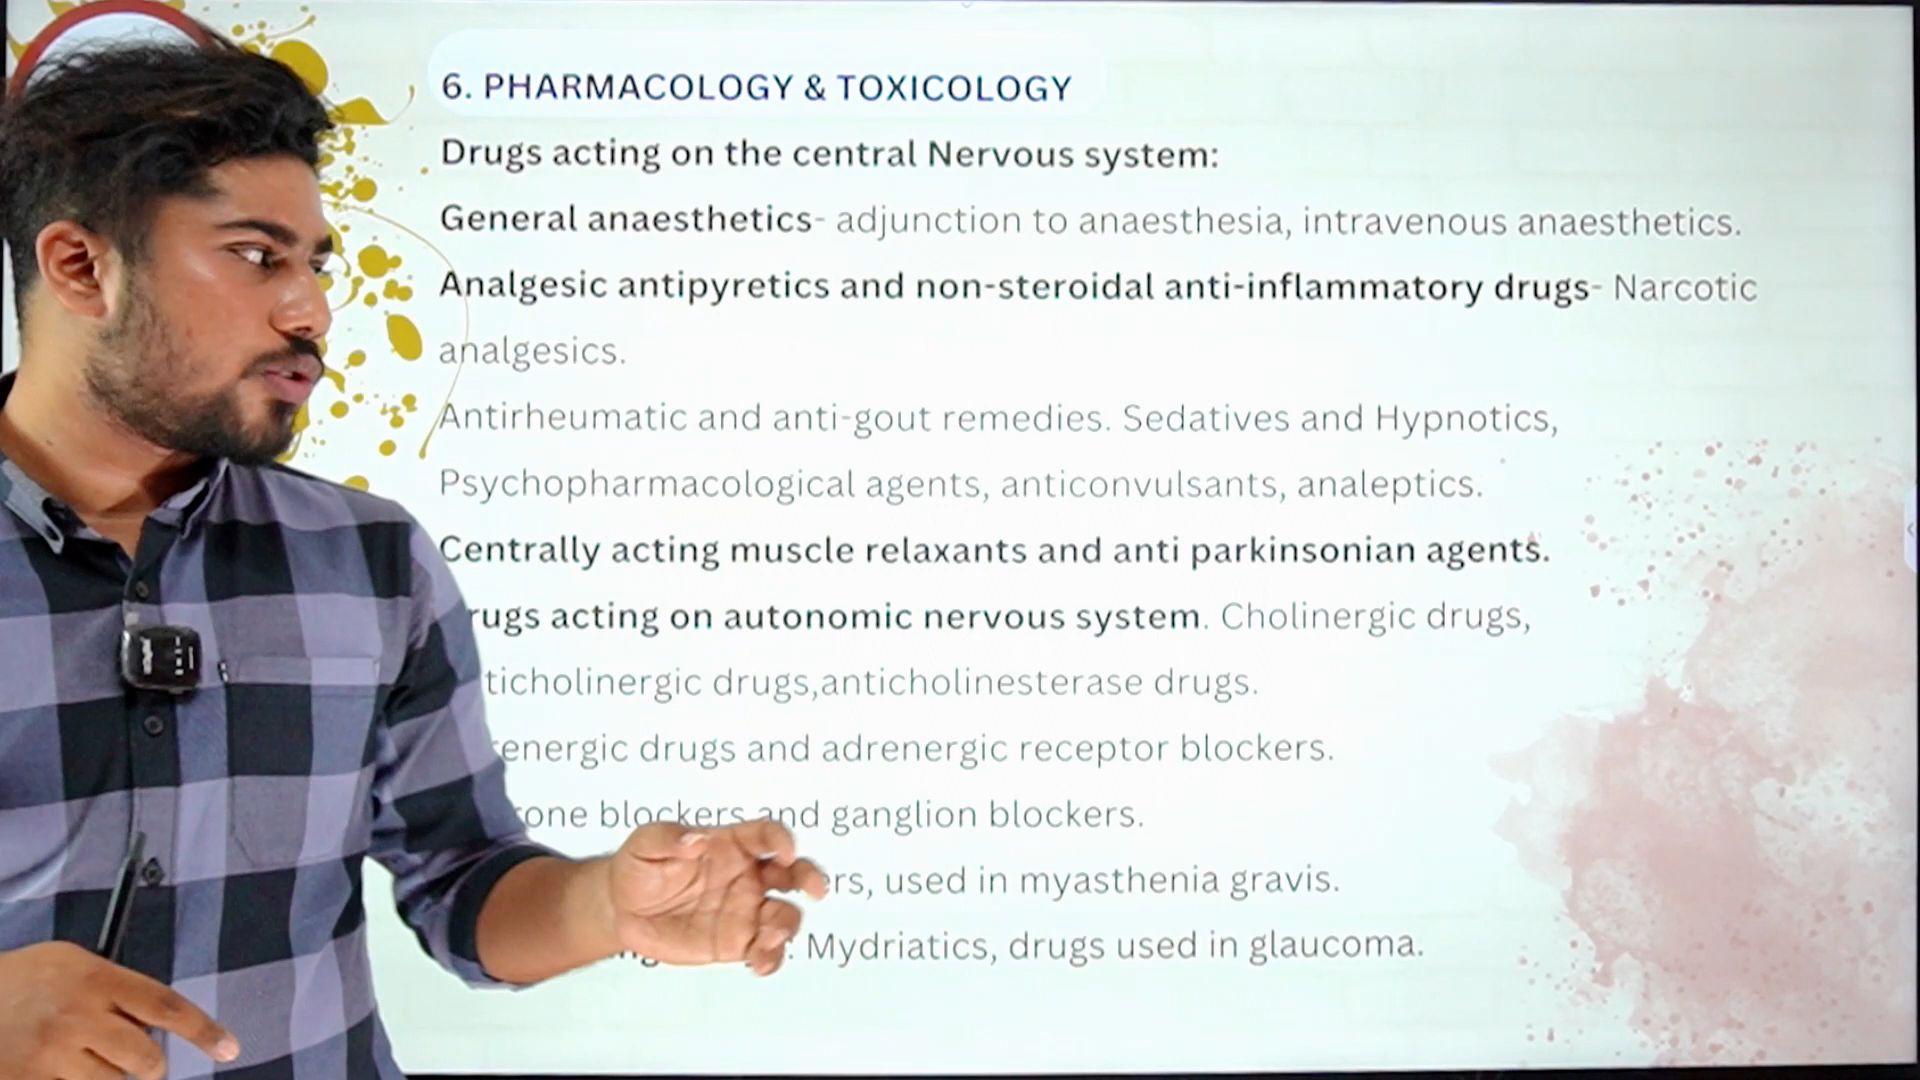 6. PHARMACOLOGY & TOXICOLOGY
Drugs acting on the central Nervous system:
General anaesthetics- adjunction to anaesthesia, intravenous anaesthetics.
Analgesic antipyretics and non-steroidal anti-inflammatory drugs- Narcotic
analgesics.
Antirheumatic and anti-gout remedies. Sedatives and Hypnotics,
Psychopharmacological agents, anticonvulsants, analeptics.
Centrally acting muscle relaxants and anti parkinsonian agents.
rugs acting on autonomic nervous system. Cholinergic drugs,
ticholinergic drugs,anticholinesterase drugs.
energic drugs and adrenergic receptor blockers.
one blockers and ganglion blockers.
ers, used in myasthenia gravis.
: Mydriatics, drugs used in glaucoma.